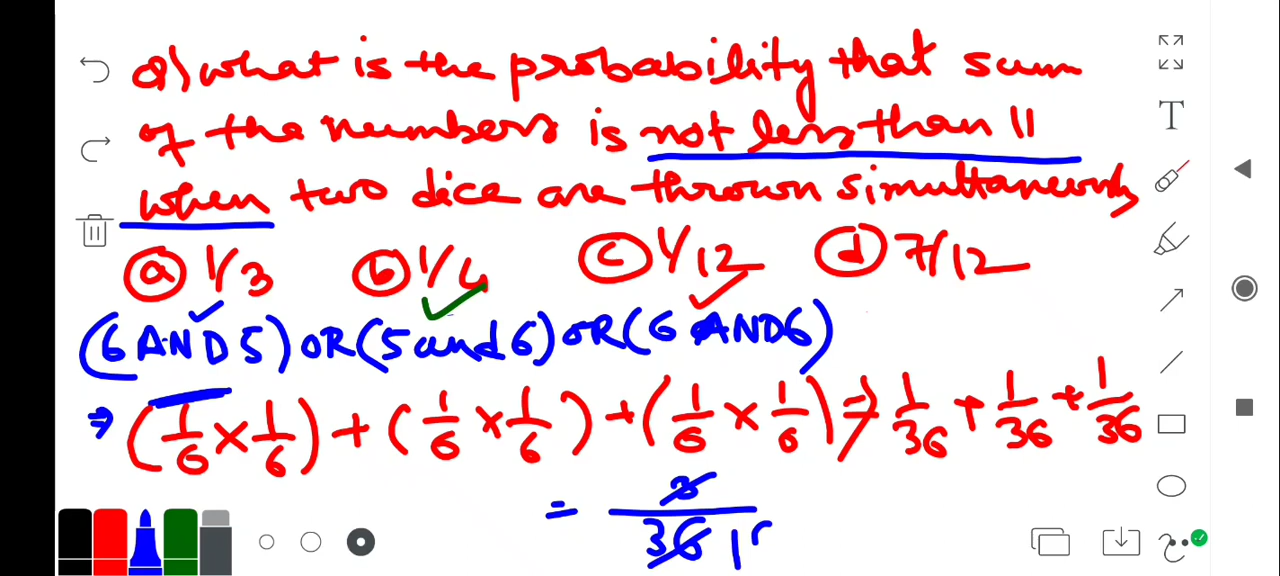 Q) what is the probability that sum
of the numbers is not less than 11
when two dice are thrown simultaneously
(a) 1/3 (b) 1/4 (c) 1/12 (d) 7/12
(6 AND 5) OR (5 and 6) OR (6 AND 6)
⇒ (1/6 × 1/6) + (1/6 × 1/6) + (1/6 × 1/6) ⇒ 1/36 + 1/36 + 1/36
= 3/36
T